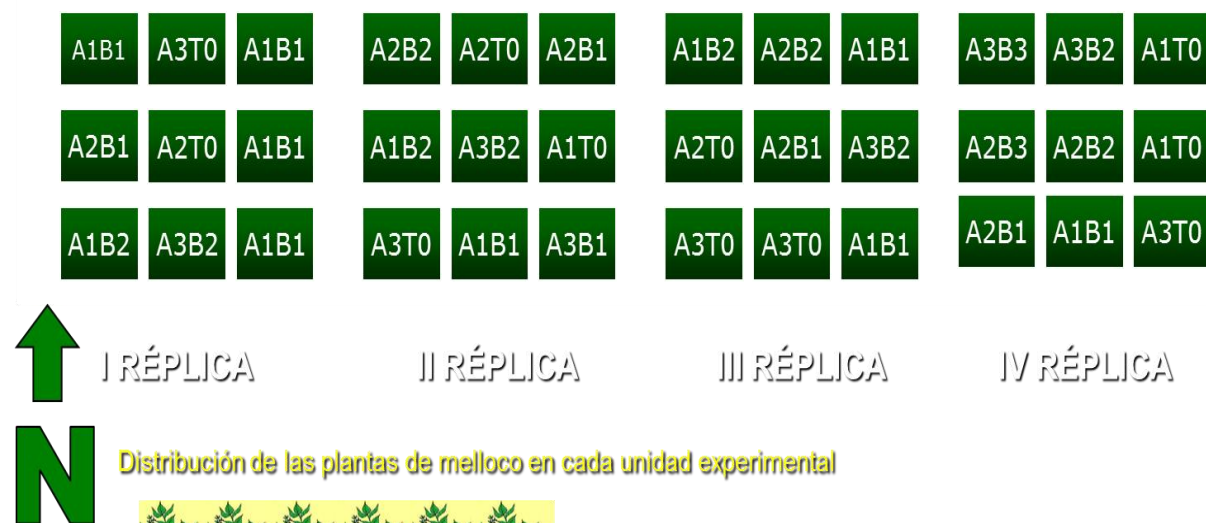 A1B1 A3T0 A1B1 A2B2 A2T0 A2B1 A1B2 A2B2 A1B1 A3B3 A3B2 A1T0
A2B1 A2T0 A1B1 A1B2 A3B2 A1T0 A2T0 A2B1 A3B2 A2B3 A2B2 A1T0
A1B2 A3B2 A1B1 A3T0 A1B1 A3B1 A3T0 A3T0 A1B1 A2B1 A1B1 A3T0
I RÉPLICA II RÉPLICA III RÉPLICA IV RÉPLICA
N
Distribución de las plantas de melloco en cada unidad experimental